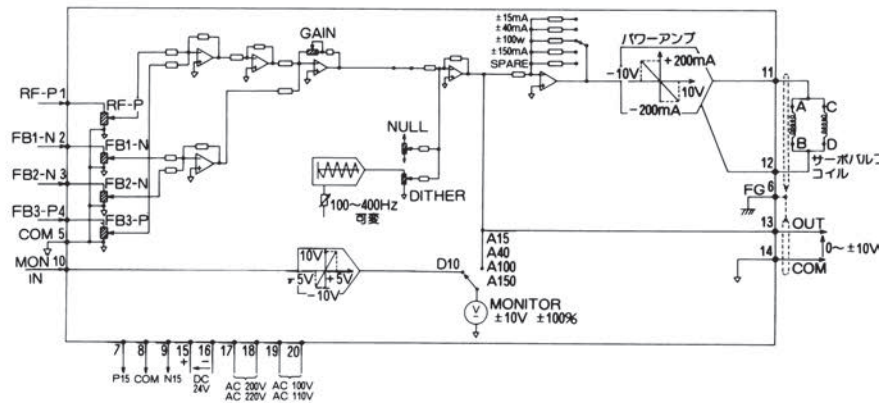 ±15mA
±40mA
±100w
±150mA
SPARE
GAIN
パワーアンプ
+200mA
-10V
10V
-200mA
11
A C
B D
サーボバルブ
コイル
12
FG 6
RF-P 1
RF-P
FB1-N 2
FB1-N
FB2-N 3
FB2-N
FB3-P4
FB3-P
COM 5
NULL
DITHER
100～400Hz
可変
13 OUT
0～±10V
14
COM
MON 10
IN
10V
-5V
+5V
-10V
D10
A15
A40
A100
A150
MONITOR
±10V ±100%
V
7 8 9 15 16 17 18 19 20
+ -
P15 COM N15 DC
24V
AC 200V
AC 220V
AC 100V
AC 110V